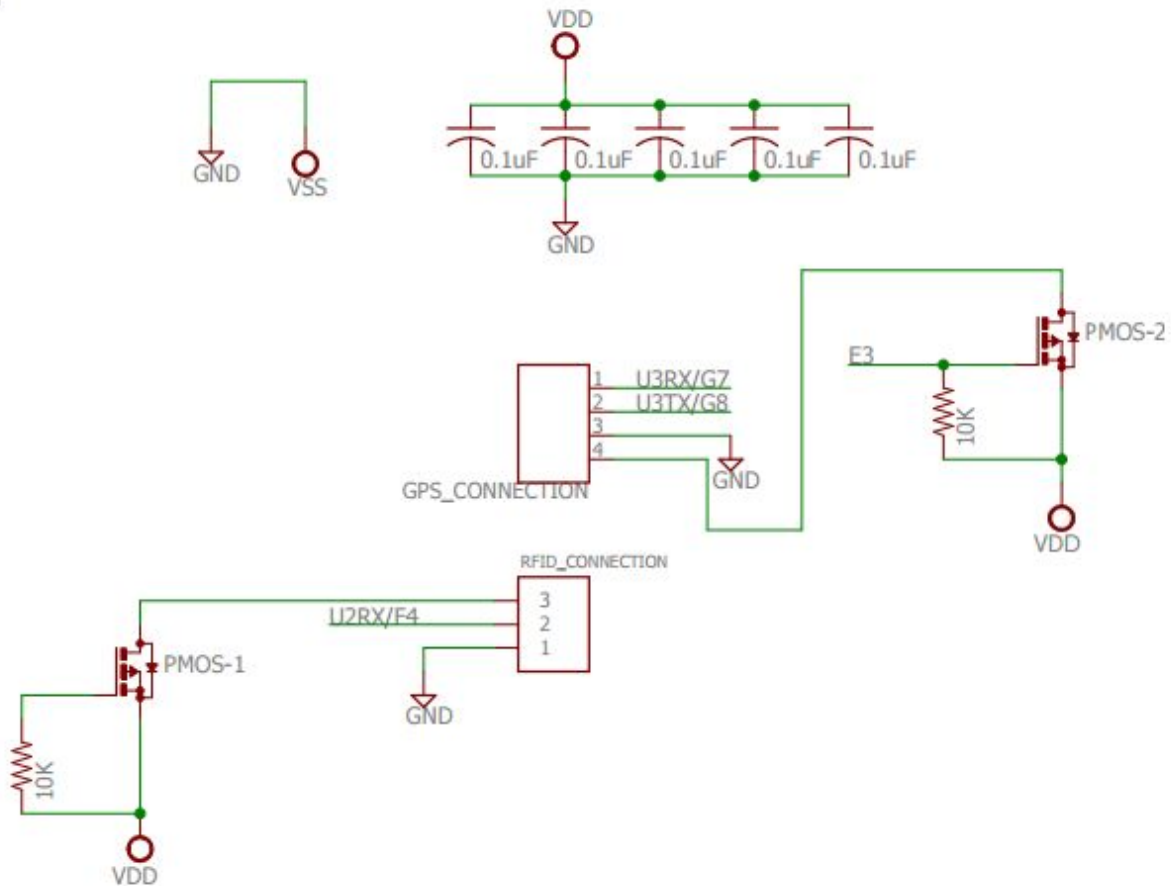 VDD
GND
VSS
0.1uF 0.1uF 0.1uF 0.1uF 0.1uF
GND
PMOS-2
E3
10K
VDD
1 U3RX/G7
2 U3TX/G8
3
4
GND
GPS_CONNECTION
RFID_CONNECTION
3
U2RX/F4 2
1
GND
PMOS-1
10K
VDD